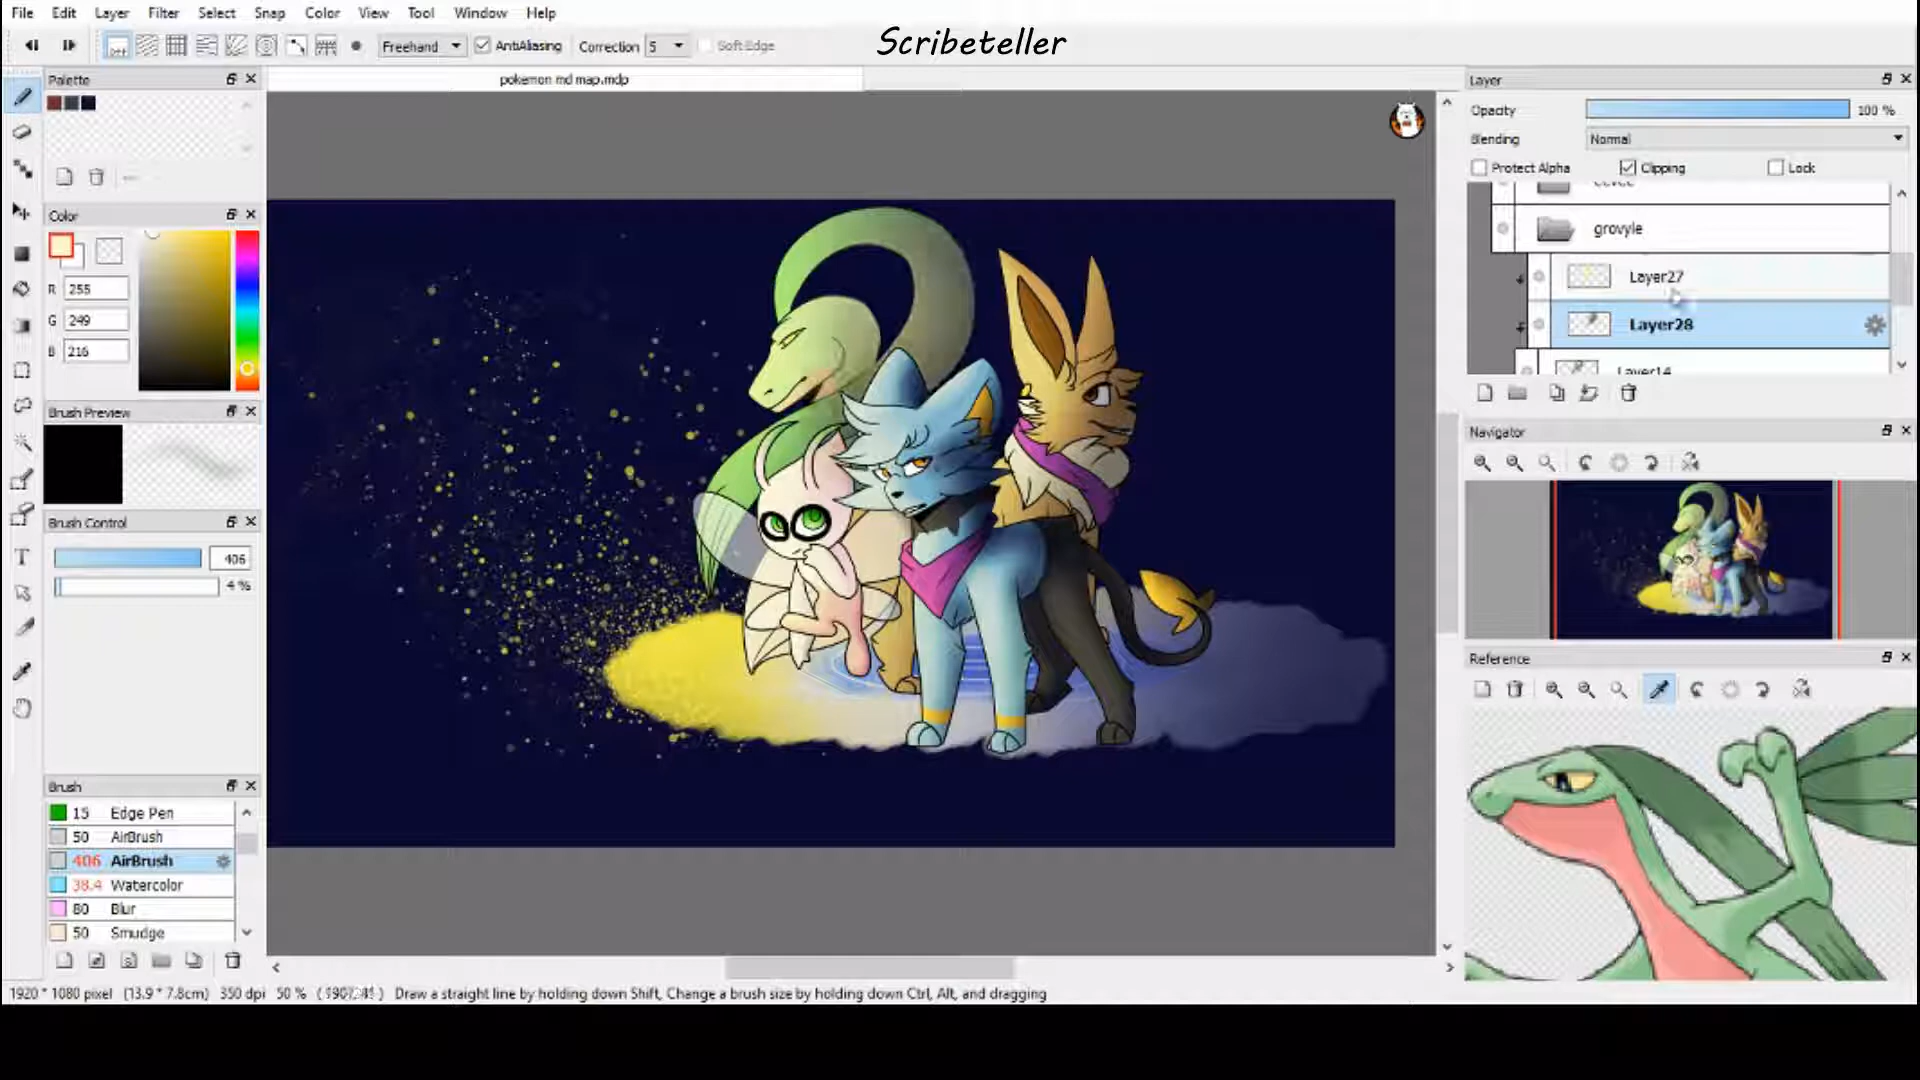 File Edit Layer Filter Select Snap Color View Tool Window Help
Scribeteller
Off Freehand AntiAliasing Correction 5 Soft Edge
Palette
pokemon md map.mdp
Layer
Opacity 100 %
Blending Normal
Protect Alpha Clipping Lock
grovyle
Layer27
Layer28
Layer14
Color
R 255
G 249
B 216
Brush Preview
Brush Control
406
4 %
Navigator
Reference
Brush
15 Edge Pen
50 AirBrush
406 AirBrush
38.4 Watercolor
80 Blur
50 Smudge
1920 * 1080 pixel (13.9 * 7.8cm) 350 dpi 50 % Draw a straight line by holding down Shift, Change a brush size by holding down Ctrl, Alt, and dragging